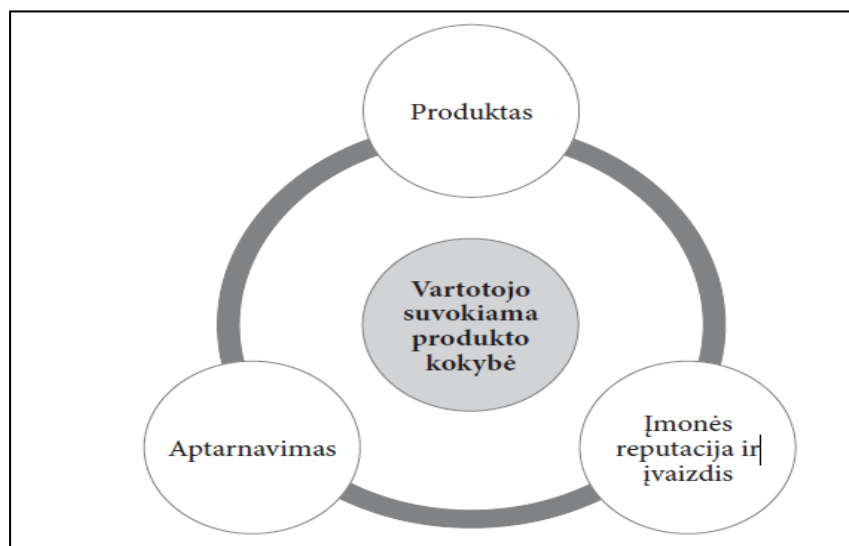 Produktas
Vartotojo
suvokiama
produkto
kokybė
Aptarnavimas
Įmonės
reputacija ir
įvaizdis